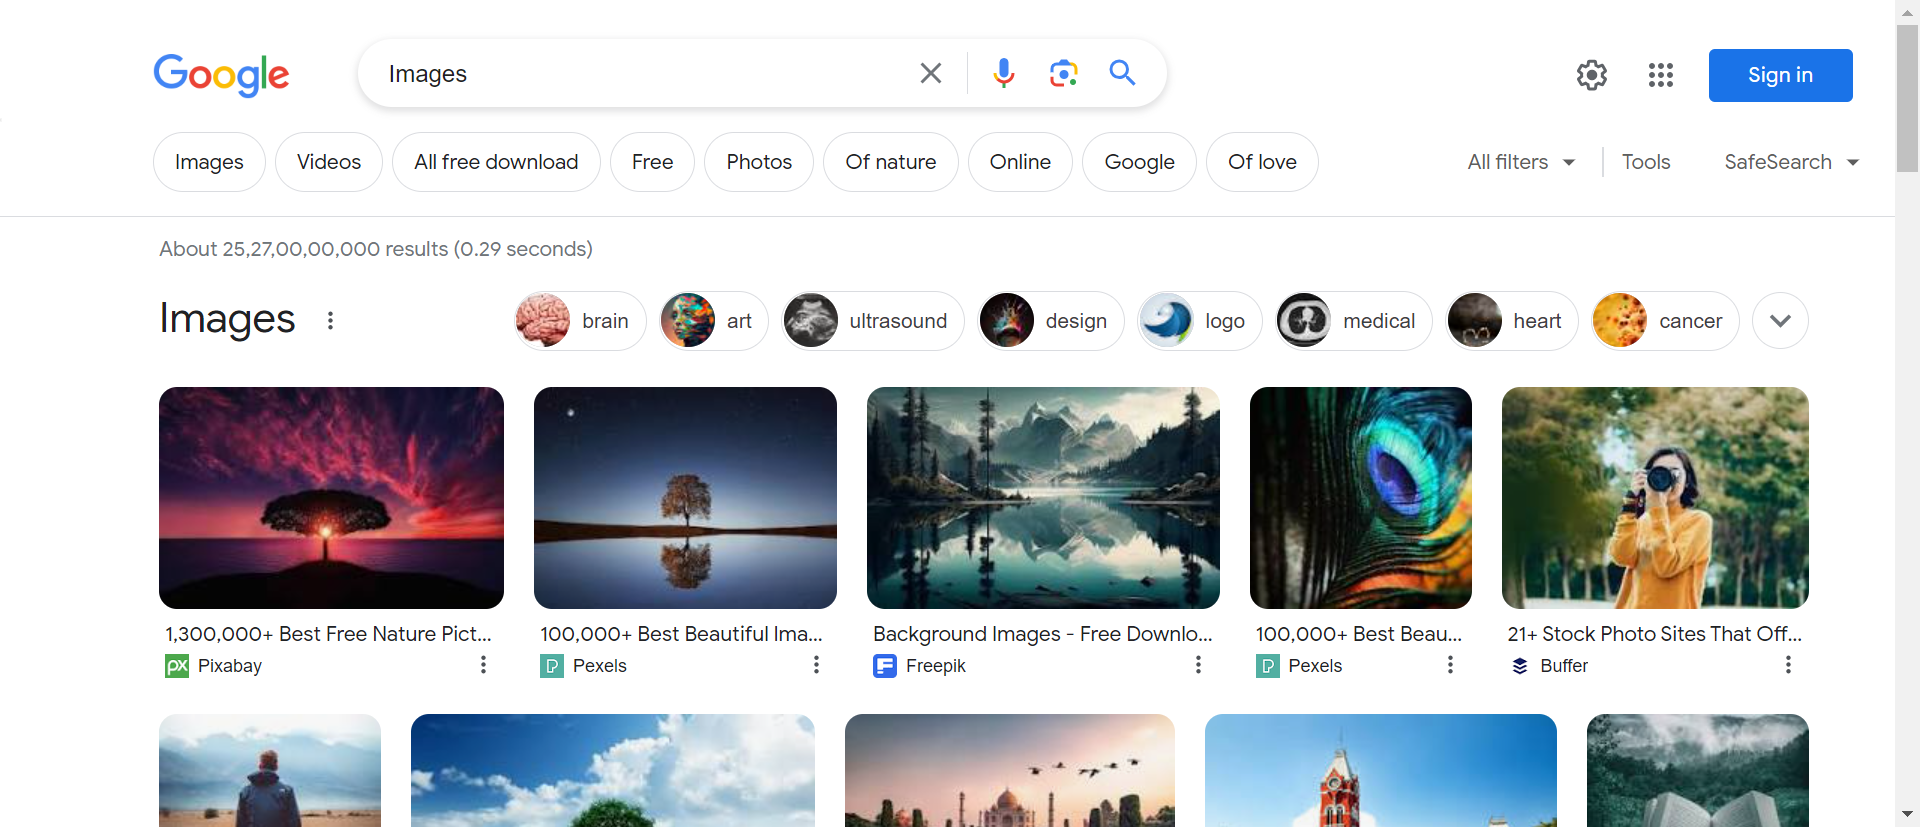 Google
Images
Sign in
Images Videos All free download Free Photos Of nature Online Google Of love All filters Tools SafeSearch
About 25,27,00,00,000 results (0.29 seconds)
Images brain art ultrasound design logo medical heart cancer
1,300,000+ Best Free Nature Pict... 100,000+ Best Beautiful Ima... Background Images - Free Downlo... 100,000+ Best Beau... 21+ Stock Photo Sites That Off...
px Pixabay P Pexels Freepik P Pexels Buffer